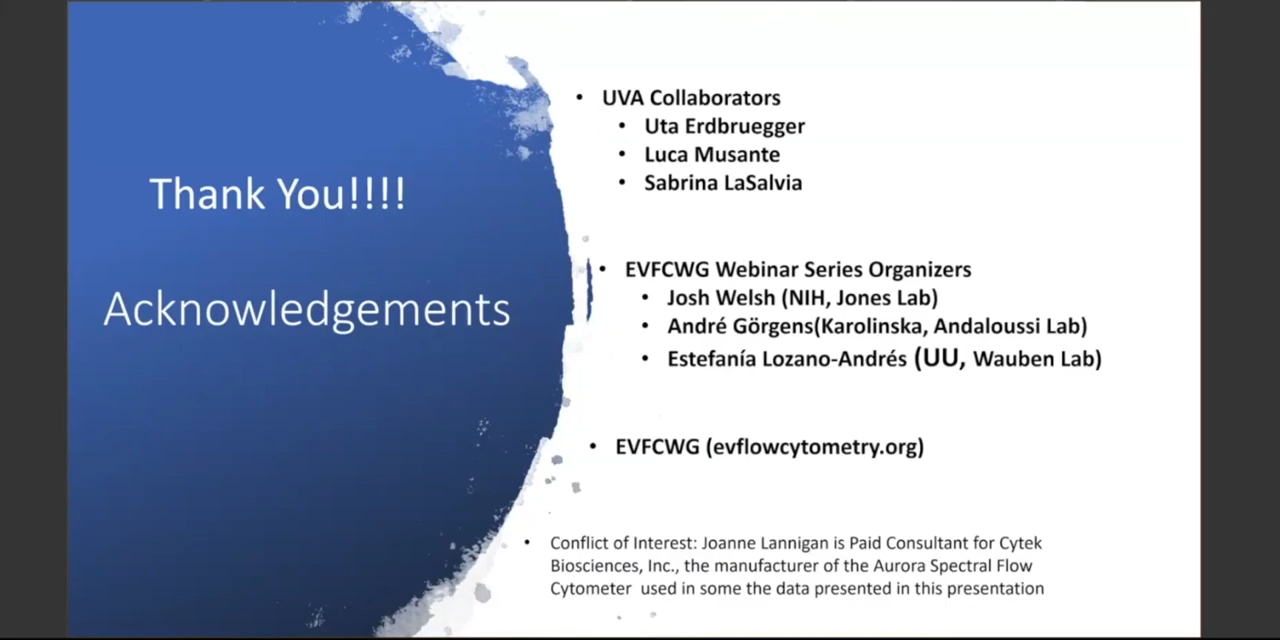 Thank You!!!!
Acknowledgements
• UVA Collaborators
• Uta Erdbruegger
• Luca Musante
• Sabrina LaSalvia
• EVFCWG Webinar Series Organizers
• Josh Welsh (NIH, Jones Lab)
• André Görgens(Karolinska, Andaloussi Lab)
• Estefanía Lozano-Andrés (UU, Wauben Lab)
• EVFCWG (evflowcytometry.org)
• Conflict of Interest: Joanne Lannigan is Paid Consultant for Cytek
Biosciences, Inc., the manufacturer of the Aurora Spectral Flow
Cytometer used in some the data presented in this presentation